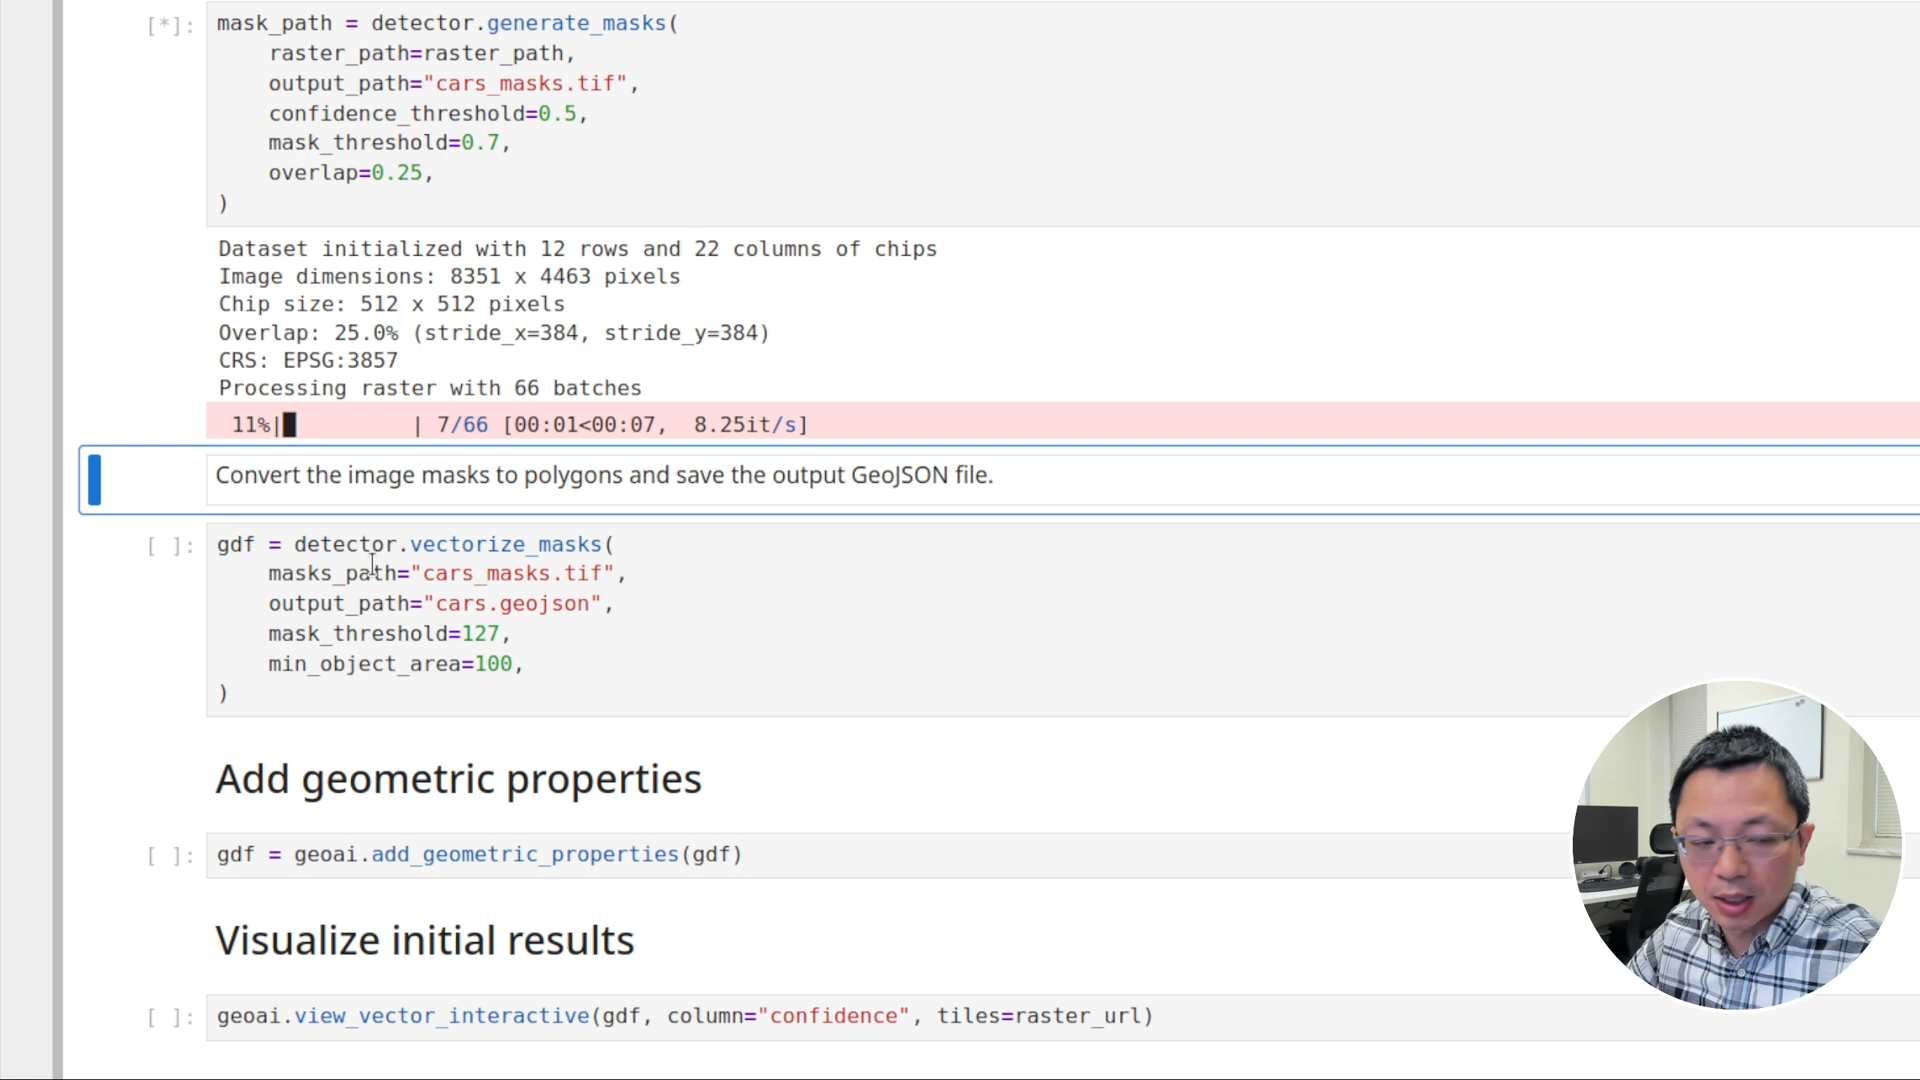 [*]: mask_path = detector.generate_masks(
raster_path=raster_path,
output_path="cars_masks.tif",
confidence_threshold=0.5,
mask_threshold=0.7,
overlap=0.25,
)
Dataset initialized with 12 rows and 22 columns of chips
Image dimensions: 8351 x 4463 pixels
Chip size: 512 x 512 pixels
Overlap: 25.0% (stride_x=384, stride_y=384)
CRS: EPSG:3857
Processing raster with 66 batches
11%|█ | 7/66 [00:01<00:07, 8.25it/s]
Convert the image masks to polygons and save the output GeoJSON file.
[ ]: gdf = detector.vectorize_masks(
masks_path="cars_masks.tif",
output_path="cars.geojson",
mask_threshold=127,
min_object_area=100,
)
Add geometric properties
[ ]: gdf = geoai.add_geometric_properties(gdf)
Visualize initial results
[ ]: geoai.view_vector_interactive(gdf, column="confidence", tiles=raster_url)